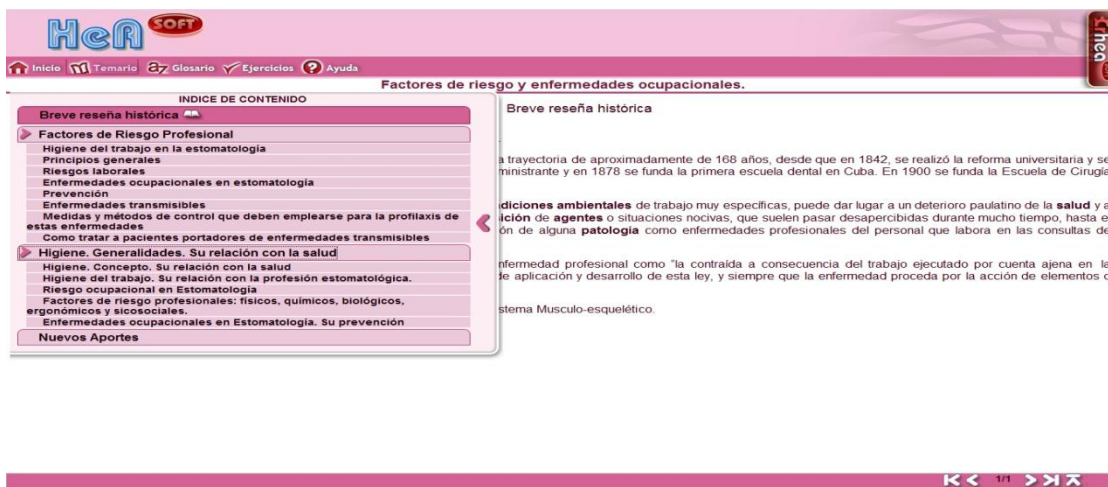 HeA SOFT
rhea
Inicio Temario Glosario Ejercicios Ayuda
Factores de riesgo y enfermedades ocupacionales.
INDICE DE CONTENIDO
Breve reseña histórica
Factores de Riesgo Profesional
Higiene del trabajo en la estomatología
Principios generales
Riesgos laborales
Enfermedades ocupacionales en estomatología
Prevención
Enfermedades transmisibles
Medidas y métodos de control que deben emplearse para la profilaxis de
estas enfermedades
Como tratar a pacientes portadores de enfermedades transmisibles
Higiene. Generalidades. Su relación con la salud
Higiene. Concepto. Su relación con la salud
Higiene del trabajo. Su relación con la profesión estomatológica.
Riesgo ocupacional en Estomatología
Factores de riesgo profesionales: físicos, químicos, biológicos,
ergonómicos y sicosociales.
Enfermedades ocupacionales en Estomatología. Su prevención
Nuevos Aportes
Breve reseña histórica
a trayectoria de aproximadamente de 168 años, desde que en 1842, se realizó la reforma universitaria y se
ministrante y en 1878 se funda la primera escuela dental en Cuba. En 1900 se funda la Escuela de Cirugía
diciones ambientales de trabajo muy específicas, puede dar lugar a un deterioro paulatino de la salud y a
ición de agentes o situaciones nocivas, que suelen pasar desapercibidas durante mucho tiempo, hasta e
ón de alguna patología como enfermedades profesionales del personal que labora en las consultas de
nfermedad profesional como "la contraída a consecuencia del trabajo ejecutado por cuenta ajena en la
de aplicación y desarrollo de esta ley, y siempre que la enfermedad proceda por la acción de elementos o
stema Musculo-esquelético.
1/1